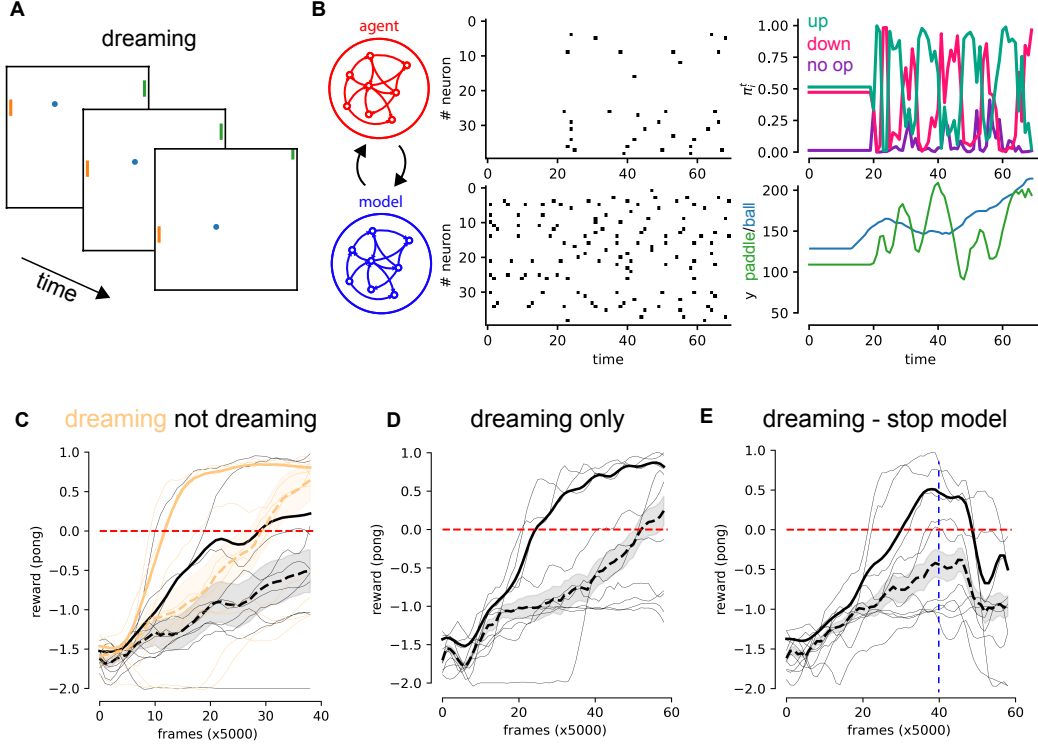 A
dreaming
time
B
agent
model
0
# neuron
20
30
0
20
40
60
0
# neuron
20
30
0
20
40
60
time
up
down
no op
1.00
0.75
0.50
0.25
0.00
π_t^i
0
20
40
60
200
150
100
50
y paddle/ball
0
20
40
60
time
C
dreaming not dreaming
1.0
0.5
0.0
−0.5
−1.0
−1.5
−2.0
reward (pong)
0
10
20
30
40
frames (x5000)
D
dreaming only
1.0
0.5
0.0
−0.5
−1.0
−1.5
−2.0
reward (pong)
0
20
40
60
frames (x5000)
E
dreaming - stop model
1.0
0.5
0.0
−0.5
−1.0
−1.5
−2.0
reward (pong)
0
20
40
60
frames (x5000)